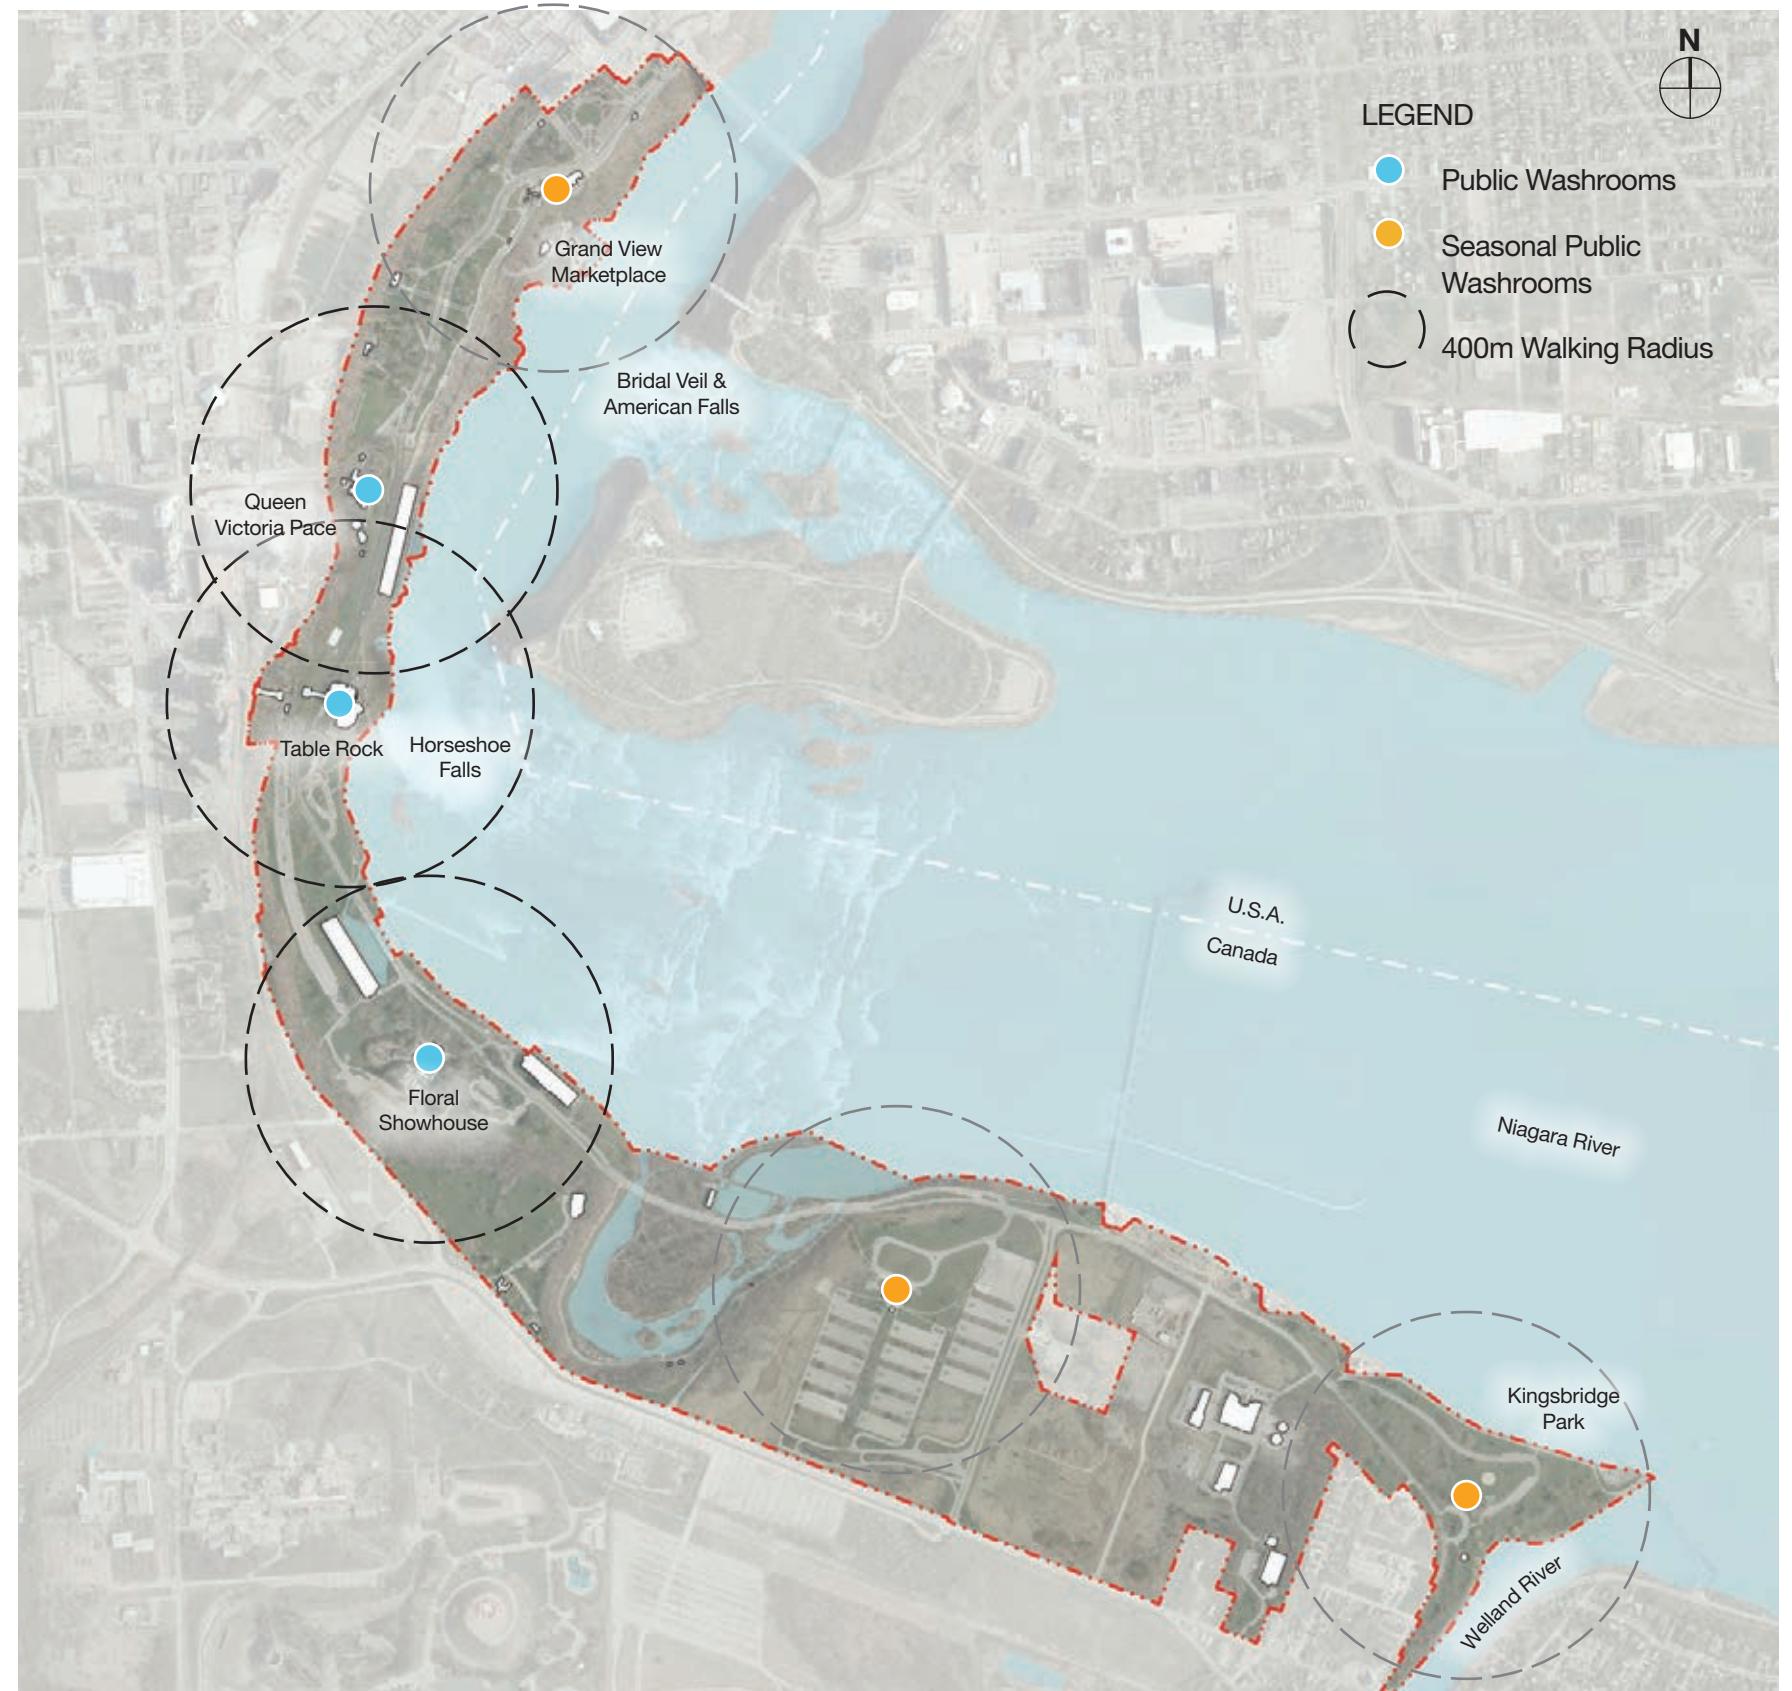 N
LEGEND
Public Washrooms
Seasonal Public
Washrooms
400m Walking Radius
Grand View
Marketplace
Bridal Veil &
American Falls
Queen
Victoria Pace
Table Rock
Horseshoe
Falls
U.S.A.
Canada
Floral
Showhouse
Niagara River
Kingsbridge
Park
Welland River